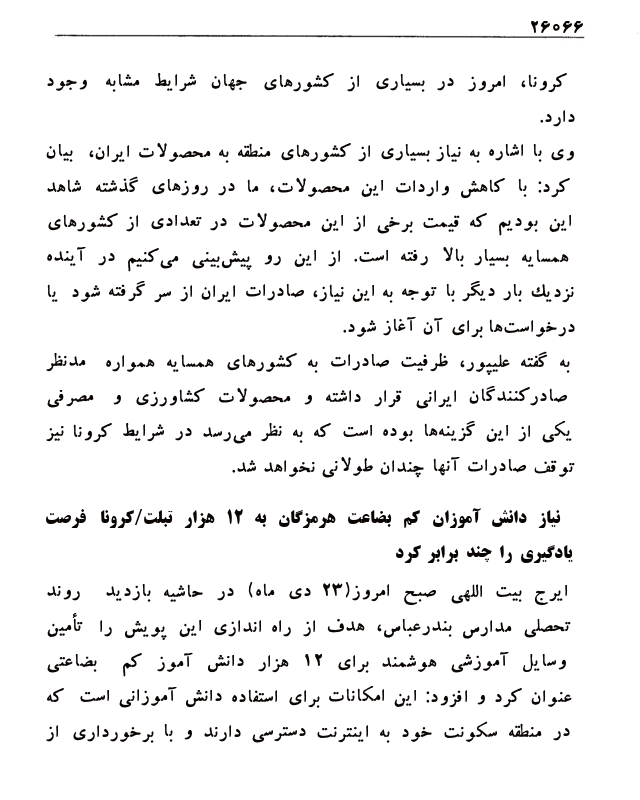 ۲۶۰۶۶
کرونا، امروز در بسیاری از کشورهای جهان شرایط مشابه وجود
دارد.
وی با اشاره به نیاز بسیاری از کشورهای منطقه به محصولات ایران، بیان
کرد: با کاهش واردات این محصولات، ما در روزهای گذشته شاهد
این بودیم که قیمت برخی از این محصولات در تعدادی از کشورهای
همسایه بسیار بالا رفته است. از این رو پیش‌بینی می‌کنیم در آینده
نزدیك بار دیگر با توجه به این نیاز، صادرات ایران از سر گرفته شود یا
درخواست‌ها برای آن آغاز شود.
به گفته علیپور، ظرفیت صادرات به کشورهای همسایه همواره مدنظر
صادرکنندگان ایرانی قرار داشته و محصولات کشاورزی و مصرفی
یکی از این گزینه‌ها بوده است که به نظر می‌رسد در شرایط کرونا نیز
توقف صادرات آنها چندان طولانی نخواهد شد.
نیاز دانش آموزان کم بضاعت هرمزگان به ۱۲ هزار تبلت/کرونا فرصت
یادگیری را چند برابر کرد
ایرج بیت اللهی صبح امروز(۲۳ دی ماه) در حاشیه بازدید روند
تحصلی مدارس بندرعباس، هدف از راه اندازی این پویش را تأمین
وسایل آموزشی هوشمند برای ۱۲ هزار دانش آموز کم بضاعتی
عنوان کرد و افزود: این امکانات برای استفاده دانش آموزانی است که
در منطقه سکونت خود به اینترنت دسترسی دارند و با برخورداری از